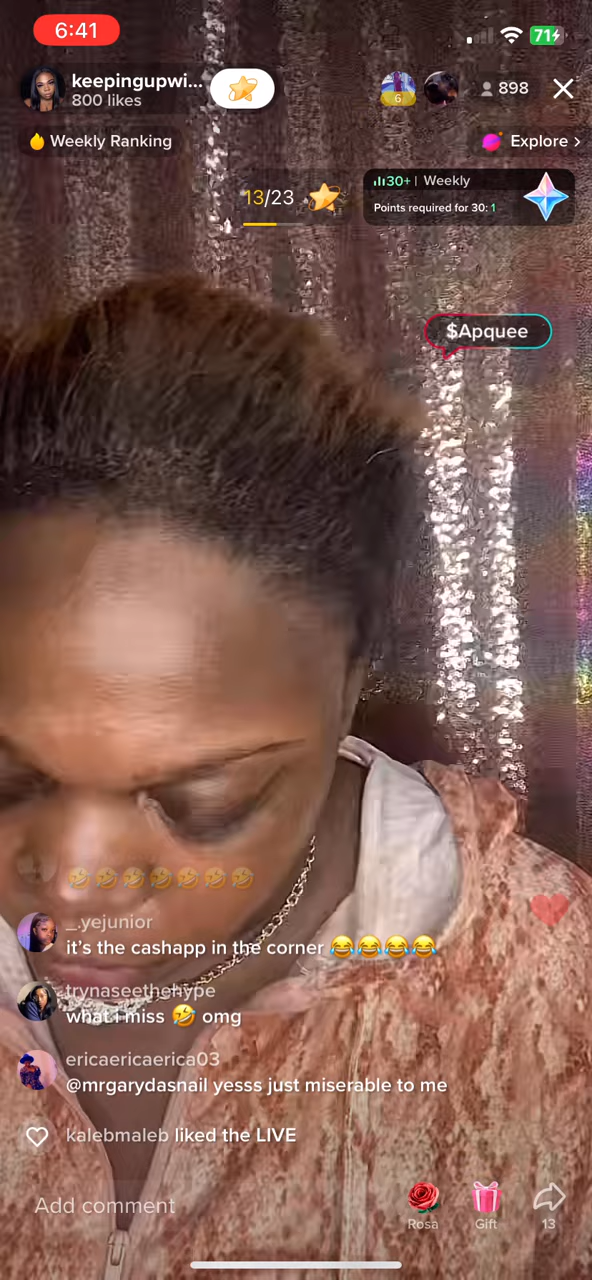 6:41
71
keepingupwi...
800 likes
6
898
Weekly Ranking
Explore >
13/23
30+ | Weekly
Points required for 30: 1
$Apquee
🤣🤣🤣🤣🤣🤣🤣
_.yejunior
it's the cashapp in the corner 😂😂😂😂
trynaseethehype
what i miss 🤣 omg
ericaericaerica03
@mrgarydasnail yesss just miserable to me
kalebmaleb liked the LIVE
Add comment
Rosa
Gift
13